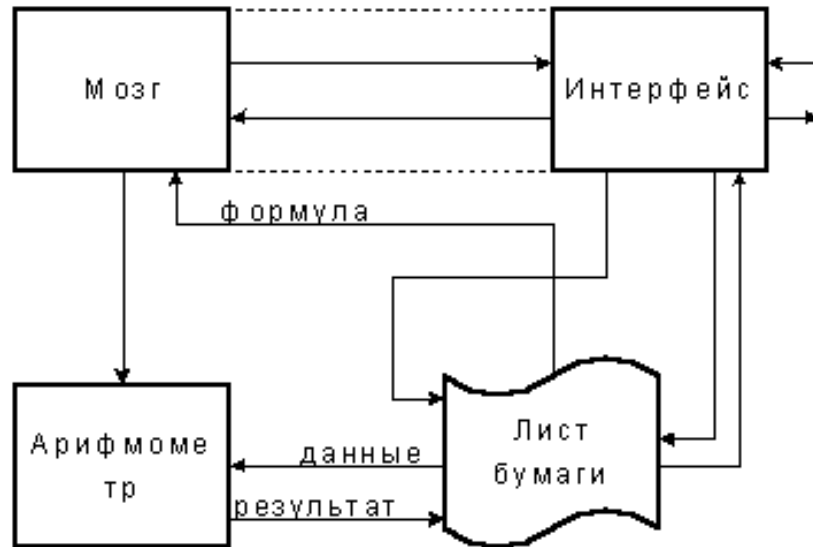 Мозг
Интерфейс
формула
Арифмоме
тр
данные
результат
Лист
бумаги